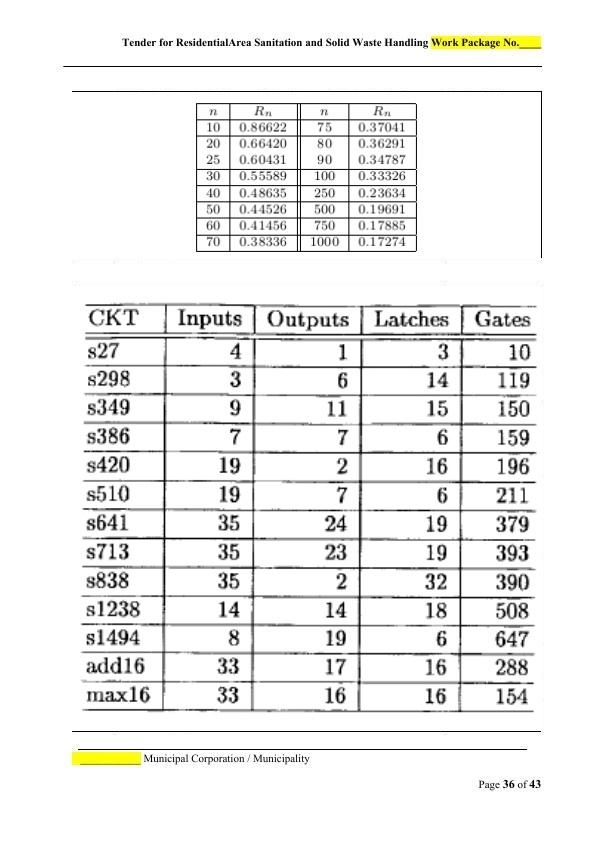 Tender for ResidentialArea Sanitation and Solid Waste Handling Work Package No.____
n Rn n Rn
10 0.86622 75 0.37041
20 0.66420 80 0.36291
25 0.60431 90 0.34787
30 0.55589 100 0.33326
40 0.48635 250 0.23634
50 0.44526 500 0.19691
60 0.41456 750 0.17885
70 0.38336 1000 0.17274
CKT Inputs Outputs Latches Gates
s27 4 1 3 10
s298 3 6 14 119
s349 9 11 15 150
s386 7 7 6 159
s420 19 2 16 196
s510 19 7 6 211
s641 35 24 19 379
s713 35 23 19 393
s838 35 2 32 390
s1238 14 14 18 508
s1494 8 19 6 647
add16 33 17 16 288
max16 33 16 16 154
___________ Municipal Corporation / Municipality
Page 36 of 43